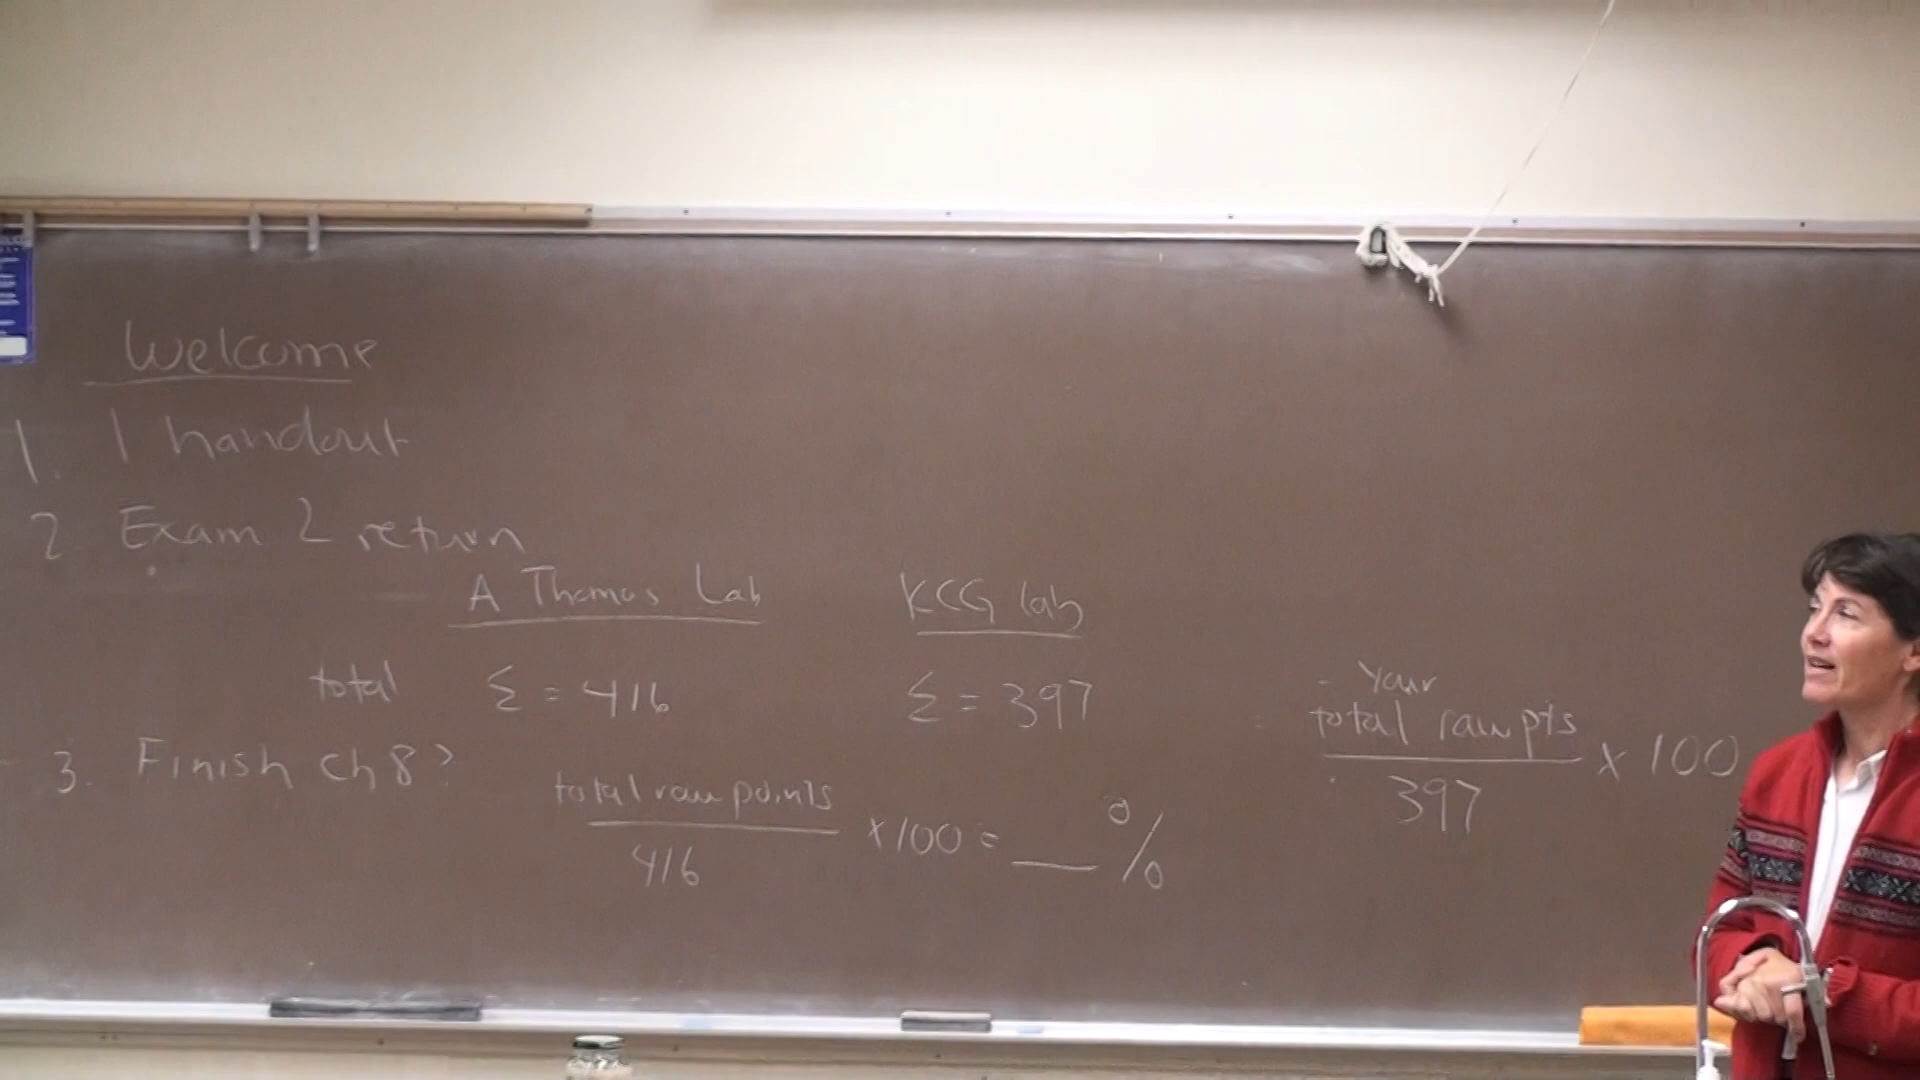 Welcome
1. 1 handout
2. Exam 2 return
A Thomas Lab
KCG lab
total
Σ = 416
Σ = 397
3. Finish ch 8?
total raw points
416
× 100 = __ %
Your
total raw pts
397
× 100